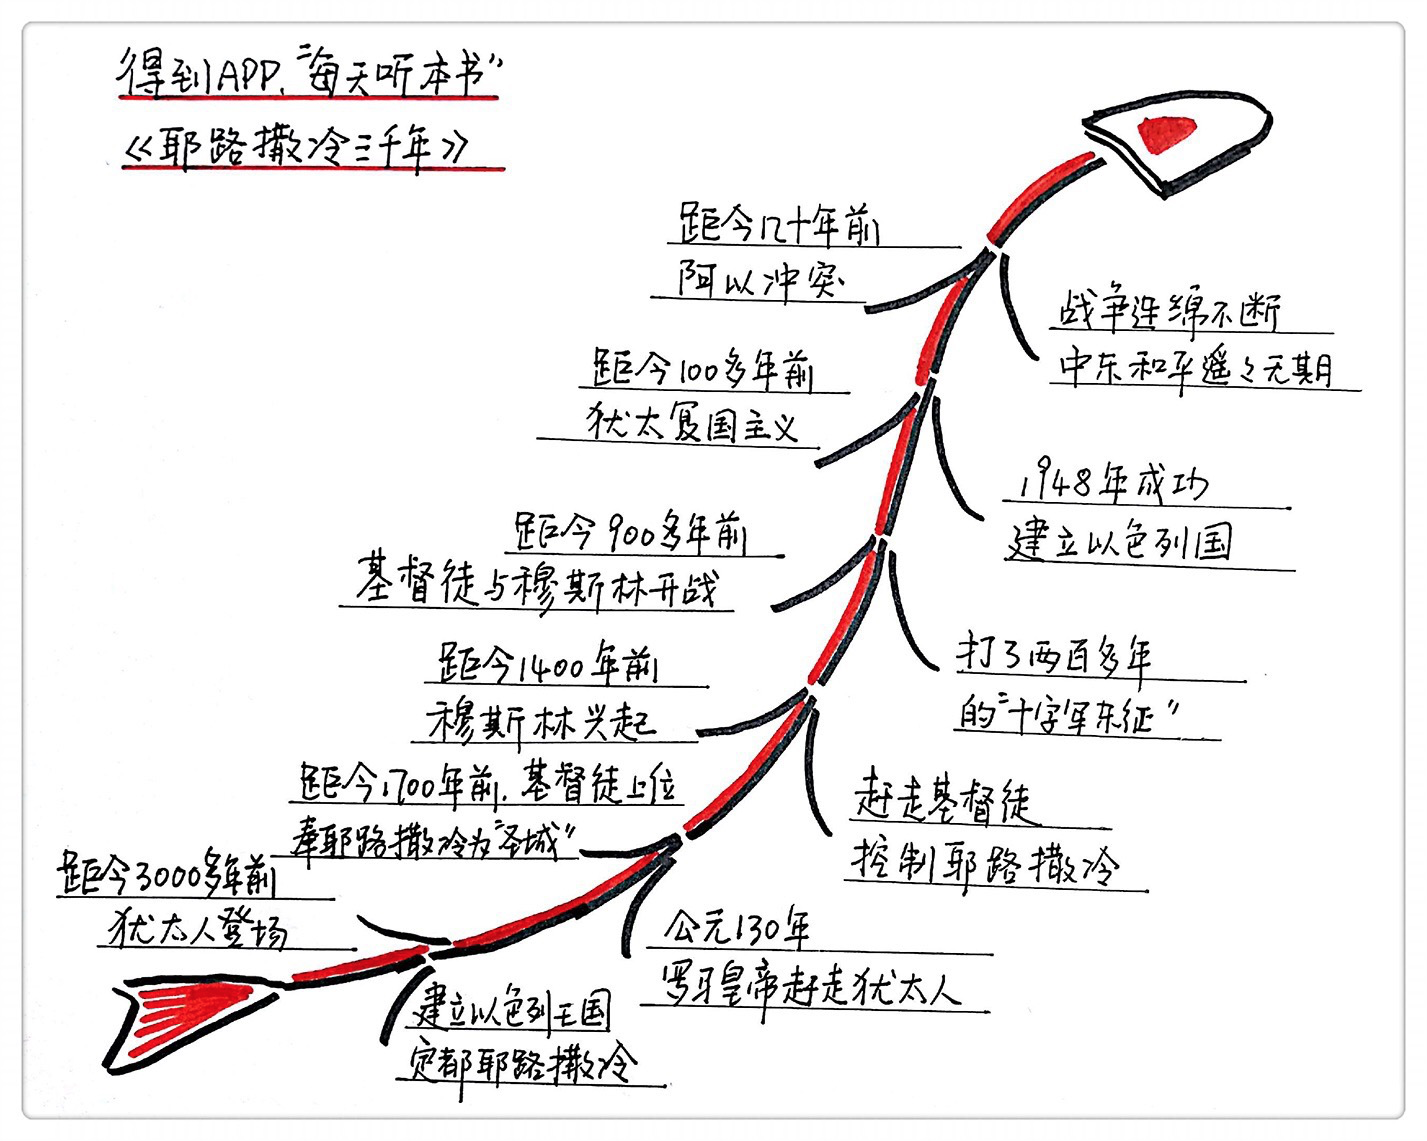 得到APP.“每天听本书”
《耶路撒冷三千年》
距今几十年前
阿以冲突
战争连绵不断
中东和平遥々无期
距今100多年前
犹太复国主义
1948年成功
建立以色列国
距今900多年前
基督徒与穆斯林开战
打了两百多年
的“十字军东征”
距今1400年前
穆斯林兴起
赶走基督徒
控制耶路撒冷
距今1700年前.基督徒上位
奉耶路撒冷为“圣城”
公元130年
罗马皇帝赶走犹太人
距今3000多年前
犹太人登场
建立以色列王国
定都耶路撒冷